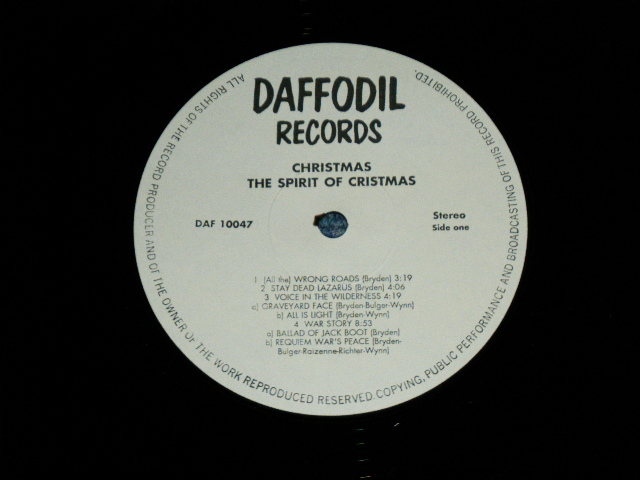 DAFFODIL
RECORDS
CHRISTMAS
THE SPIRIT OF CRISTMAS
DAF 10047
Stereo
Side one
1 (All the) WRONG ROADS (Bryden) 3:19
2 STAY DEAD LAZARUS (Bryden) 4:06
3 VOICE IN THE WILDERNESS 4:19
a) GRAVEYARD FACE (Bryden-Bulger-Wynn)
b) ALL IS LIGHT (Bryden-Wynn)
4 WAR STORY 8:53
a) BALLAD OF JACK BOOT (Bryden)
b) REQUIEM WAR'S PEACE (Bryden-
Bulger-Raizenne-Richter-Wynn)
ALL RIGHTS OF THE RECORD PRODUCER AND OF THE OWNER OF THE WORK REPRODUCED RESERVED. COPYING, PUBLIC PERFORMANCE AND BROADCASTING OF THIS RECORD PROHIBITED.